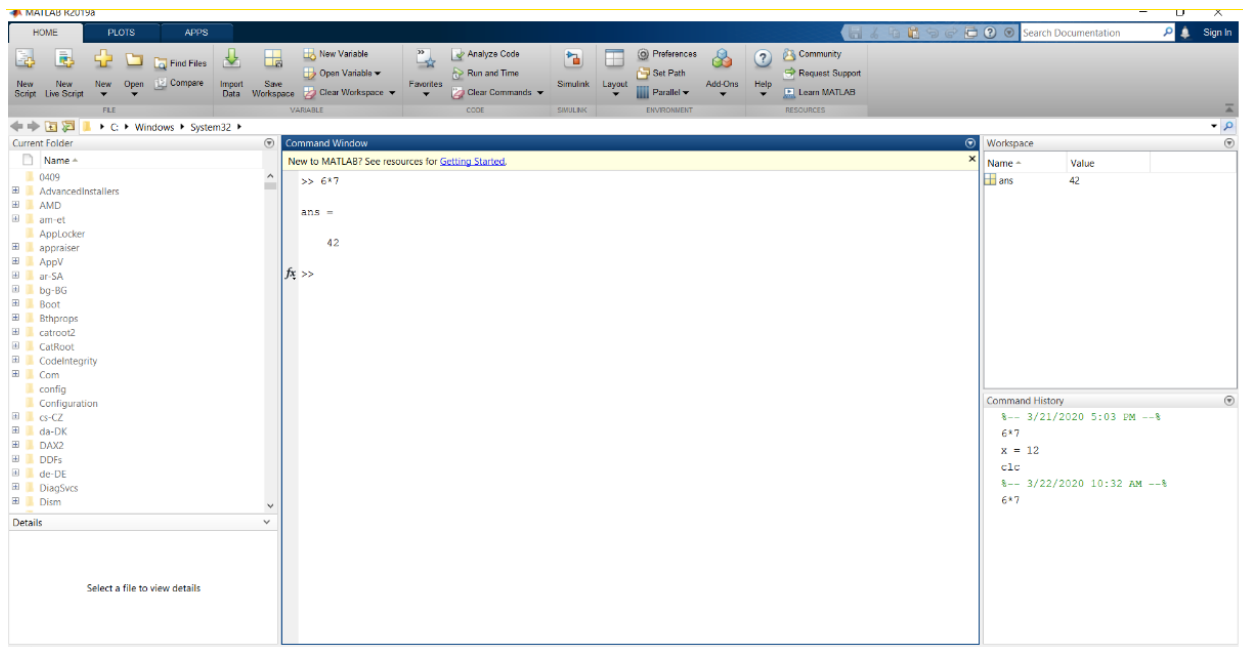 MATLAB R2019a
HOME PLOTS APPS
Search Documentation
Sign In
New Script
New Live Script
New
Open
Find Files
Compare
Import Data
Save Workspace
New Variable
Open Variable
Clear Workspace
Favorites
Analyze Code
Run and Time
Clear Commands
Simulink
Layout
Preferences
Set Path
Parallel
Add-Ons
Help
Community
Request Support
Learn MATLAB
FILE VARIABLE CODE SIMULINK ENVIRONMENT RESOURCES
C: Windows System32
Current Folder
Name
0409
AdvancedInstallers
AMD
am-et
AppLocker
appraiser
AppV
ar-SA
bg-BG
Boot
Bthprops
catroot2
CatRoot
CodeIntegrity
Com
config
Configuration
cs-CZ
da-DK
DAX2
DDFs
de-DE
DiagSvcs
Dism
Details
Select a file to view details
Command Window
New to MATLAB? See resources for Getting Started.
>> 6*7
ans =
42
fx >>
Workspace
Name Value
ans 42
Command History
%-- 3/21/2020 5:03 PM --%
6*7
x = 12
clc
%-- 3/22/2020 10:32 AM --%
6*7